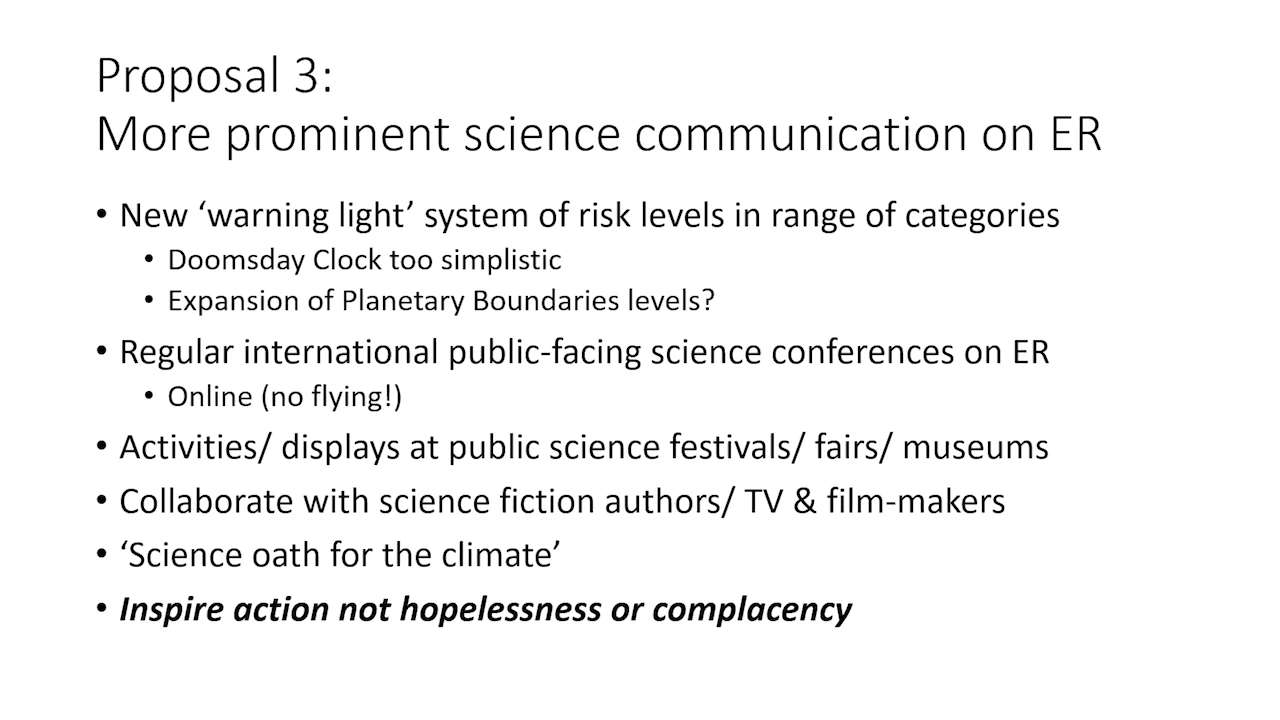 Proposal 3:
More prominent science communication on ER
• New ‘warning light’ system of risk levels in range of categories
• Doomsday Clock too simplistic
• Expansion of Planetary Boundaries levels?
• Regular international public-facing science conferences on ER
• Online (no flying!)
• Activities/ displays at public science festivals/ fairs/ museums
• Collaborate with science fiction authors/ TV & film-makers
• ‘Science oath for the climate’
• Inspire action not hopelessness or complacency